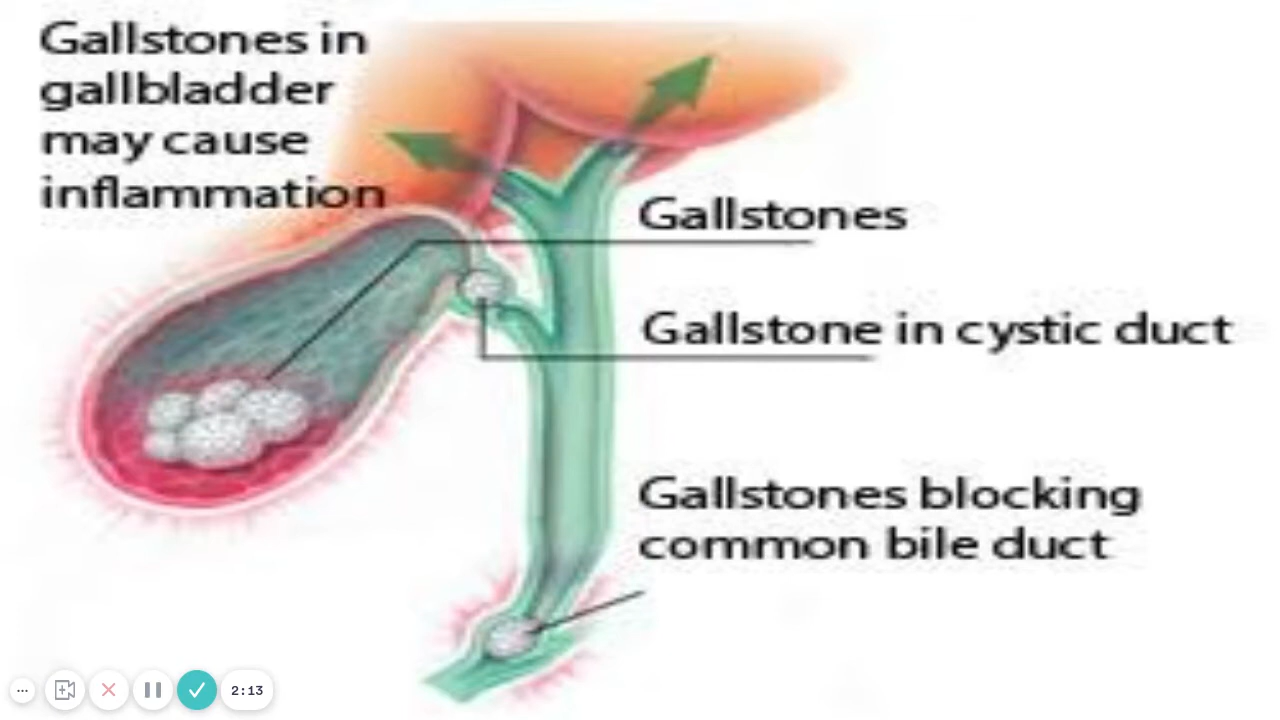 Gallstones in
gallbladder
may cause
inflammation
Gallstones
Gallstone in cystic duct
Gallstones blocking
common bile duct
2:13